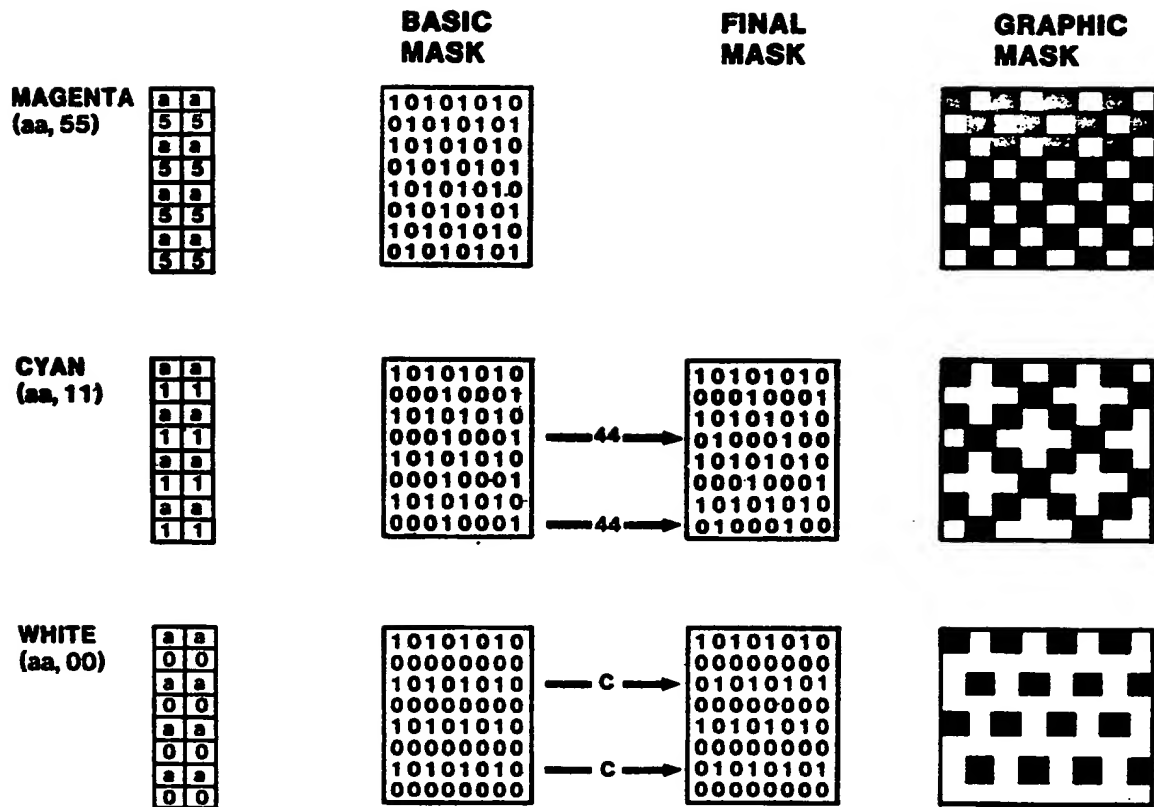 BASIC MASK
FINAL MASK
GRAPHIC MASK
MAGENTA
(aa, 55)
a a
5 5
a a
5 5
a a
5 5
a a
5 5
10101010
01010101
10101010
01010101
10101010
01010101
10101010
01010101
CYAN
(aa, 11)
a a
1 1
a a
1 1
a a
1 1
a a
1 1
10101010
00010001
10101010
00010001
10101010
00010001
10101010
00010001
44
44
10101010
00010001
10101010
01000100
10101010
00010001
10101010
01000100
WHITE
(aa, 00)
a a
0 0
a a
0 0
a a
0 0
a a
0 0
10101010
00000000
10101010
00000000
10101010
00000000
10101010
00000000
C
C
10101010
00000000
01010101
00000000
10101010
00000000
01010101
00000000